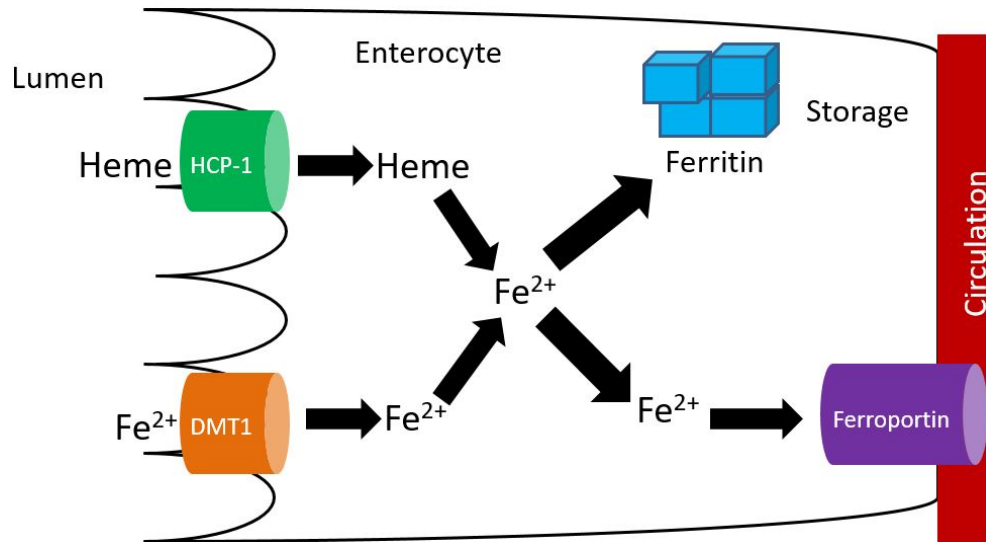 Enterocyte
Lumen
Storage
Heme HCP-1 Heme
Ferritin
Circulation
Fe²⁺
Fe²⁺ DMT1 Fe²⁺ Fe²⁺ Ferroportin